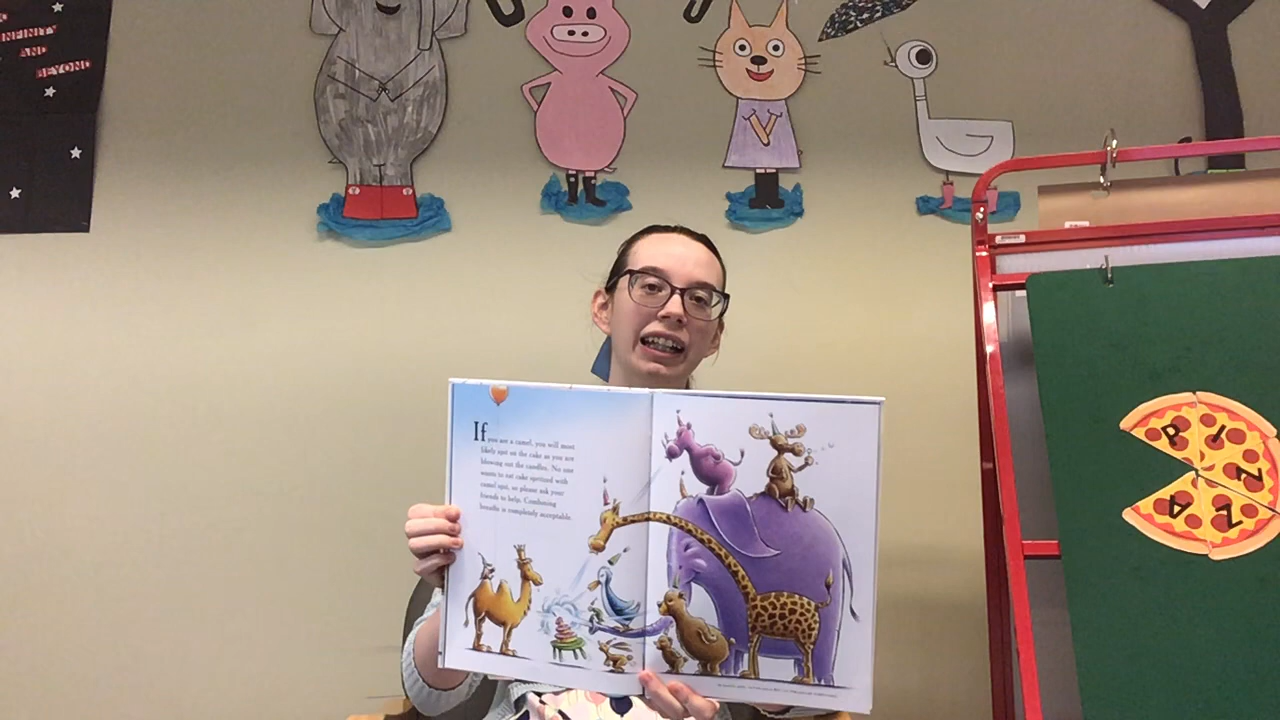 INFINITY
AND
BEYOND
If you are a camel, you will most
likely spit on the cake as you are
blowing out the candles. No one
wants to eat cake spritzed with
camel spit, so please ask your
friends to help. Combining
breaths is completely acceptable.
P I
Z
Z
A